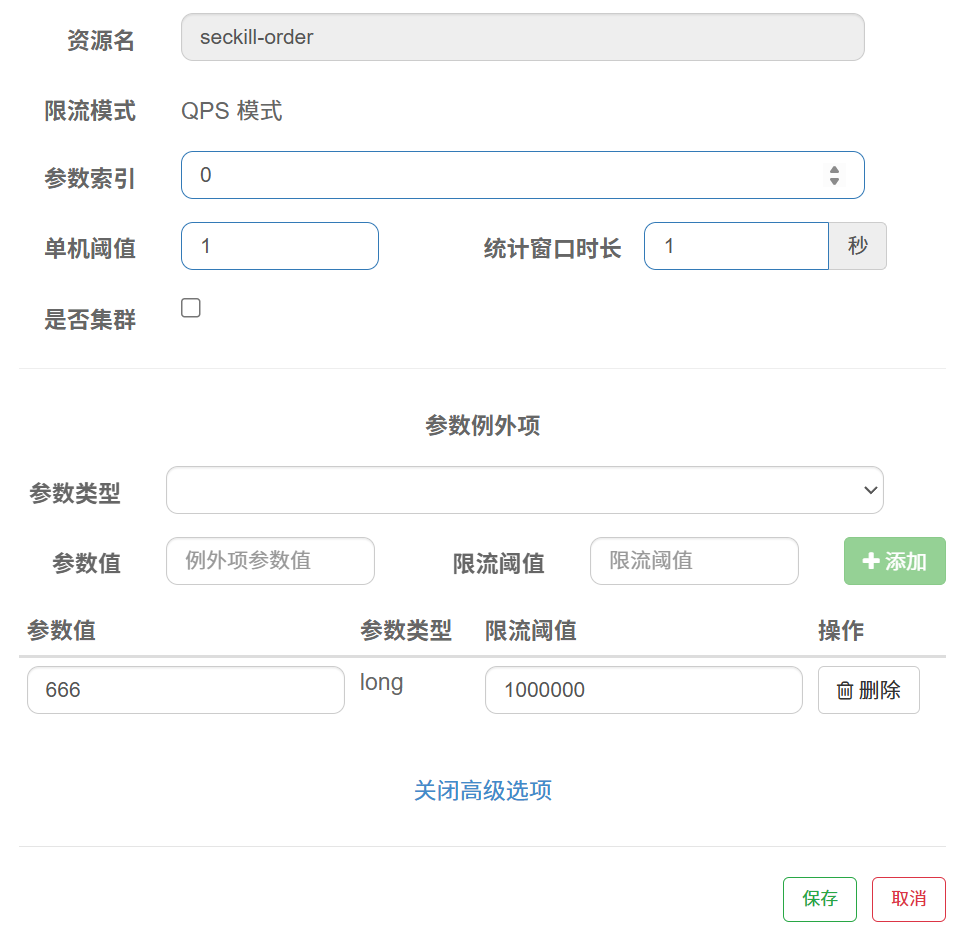 资源名 seckill-order
限流模式 QPS 模式
参数索引 0
单机阈值 1 统计窗口时长 1 秒
是否集群
参数例外项
参数类型
参数值 例外项参数值 限流阈值 限流阈值 添加
参数值 参数类型 限流阈值 操作
666 long 1000000 删除
关闭高级选项
保存 取消